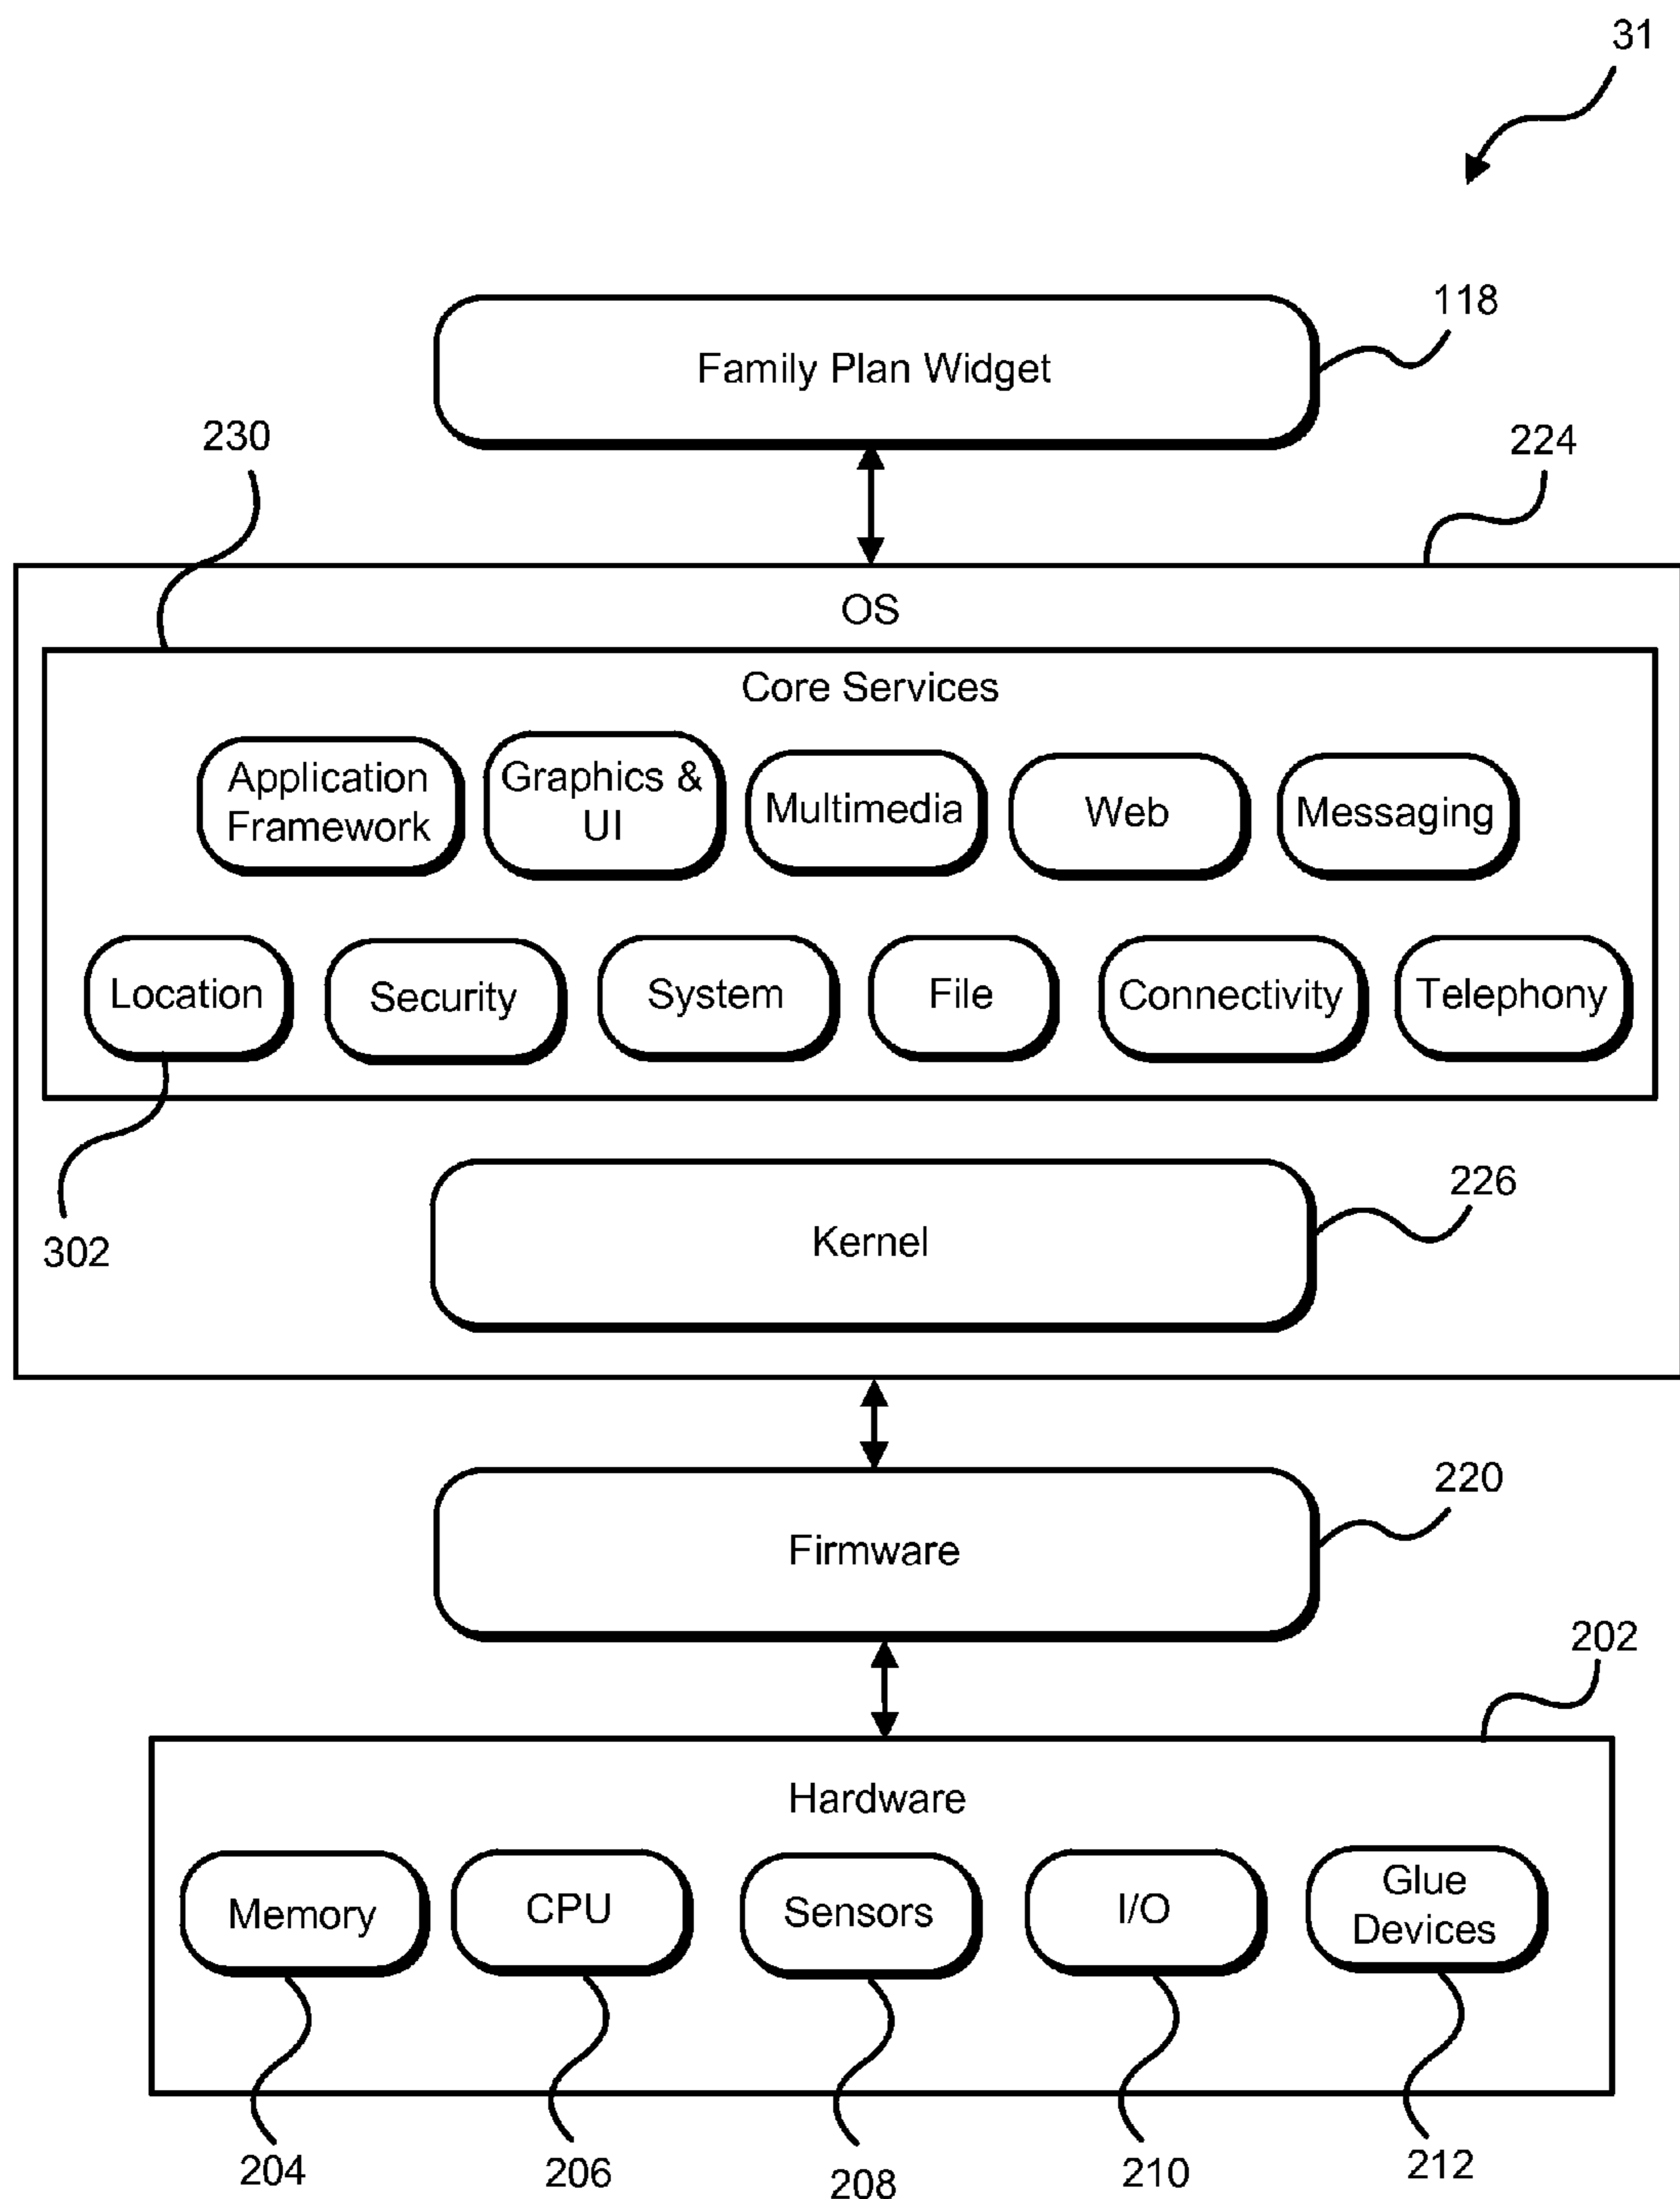 31
118
Family Plan Widget
230
224
OS
Core Services
Application
Framework
Graphics &
UI
Multimedia
Web
Messaging
Location
Security
System
File
Connectivity
Telephony
302
226
Kernel
220
Firmware
202
Hardware
Memory
CPU
Sensors
I/O
Glue
Devices
204
206
208
210
212